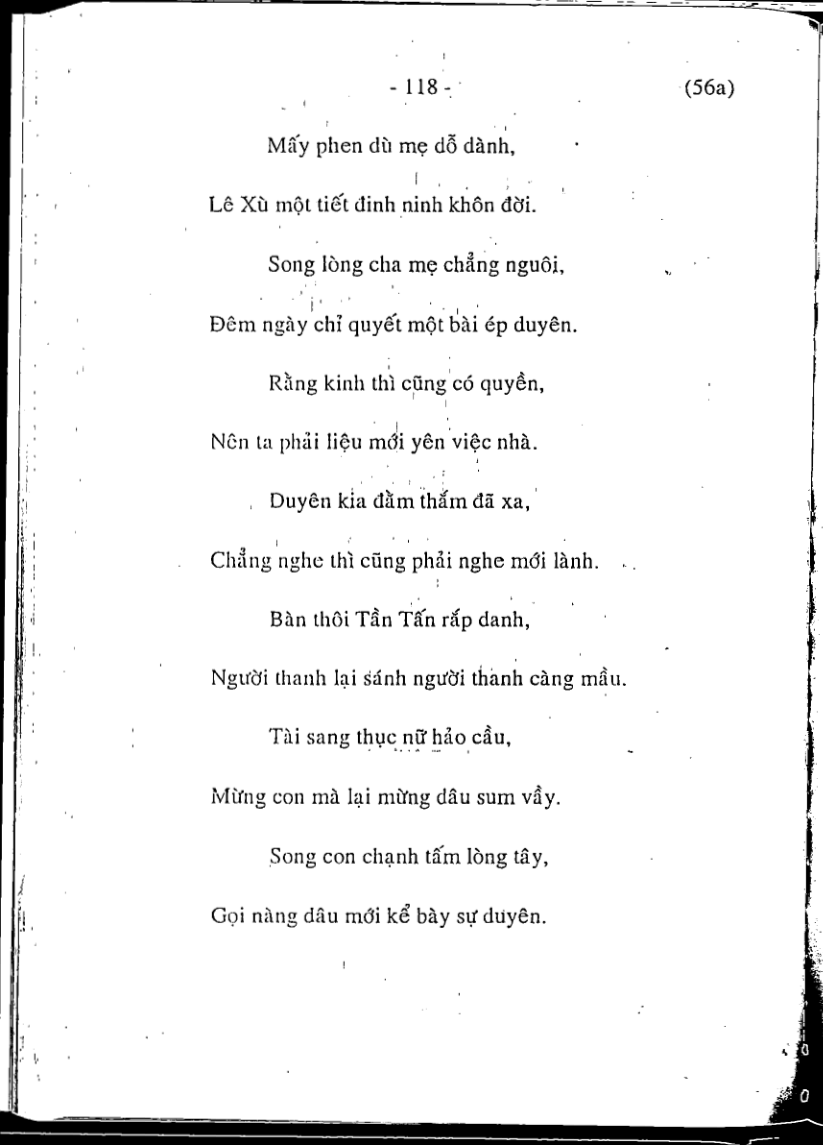 - 118 - (56a)
Mấy phen dù mẹ dỗ dành,
Lê Xù một tiết đinh ninh khôn đời.
Song lòng cha mẹ chẳng nguôi,
Đêm ngày chỉ quyết một bài ép duyên.
Rằng kinh thì cũng có quyền,
Nên ta phải liệu mới yên việc nhà.
Duyên kia đằm thắm đã xa,
Chẳng nghe thì cũng phải nghe mới lành.
Bàn thôi Tần Tấn rắp danh,
Người thanh lại sánh người thanh càng mầu.
Tài sang thục nữ hảo cầu,
Mừng con mà lại mừng dâu sum vầy.
Song con chạnh tấm lòng tây,
Gọi nàng dâu mới kể bày sự duyên.